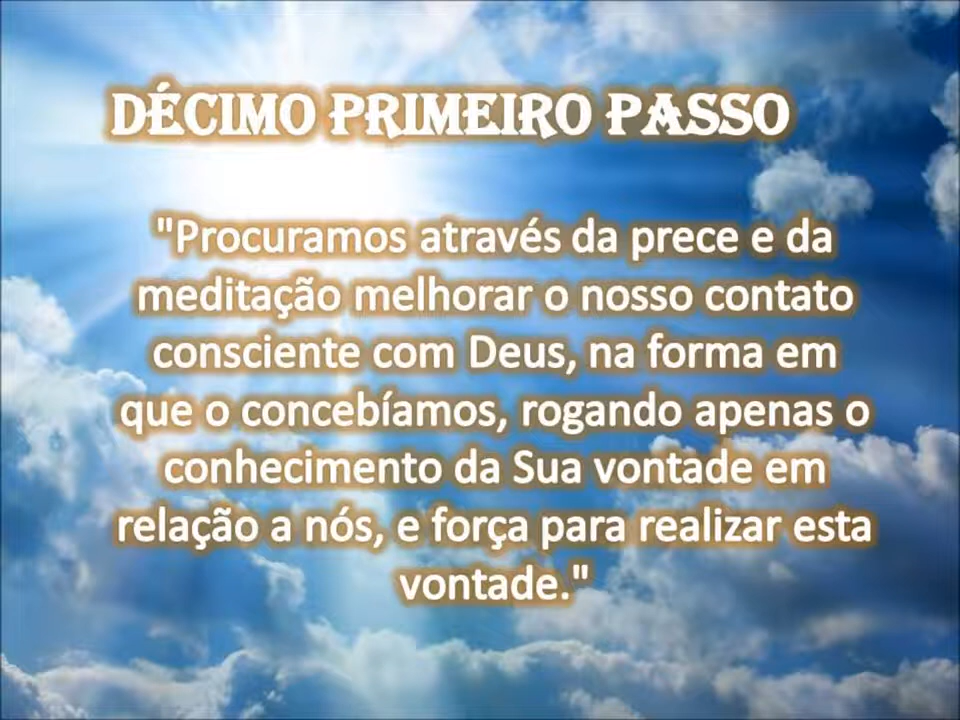 DÉCIMO PRIMEIRO PASSO
"Procuramos através da prece e da
meditação melhorar o nosso contato
consciente com Deus, na forma em
que o concebíamos, rogando apenas o
conhecimento da Sua vontade em
relação a nós, e força para realizar esta
vontade."